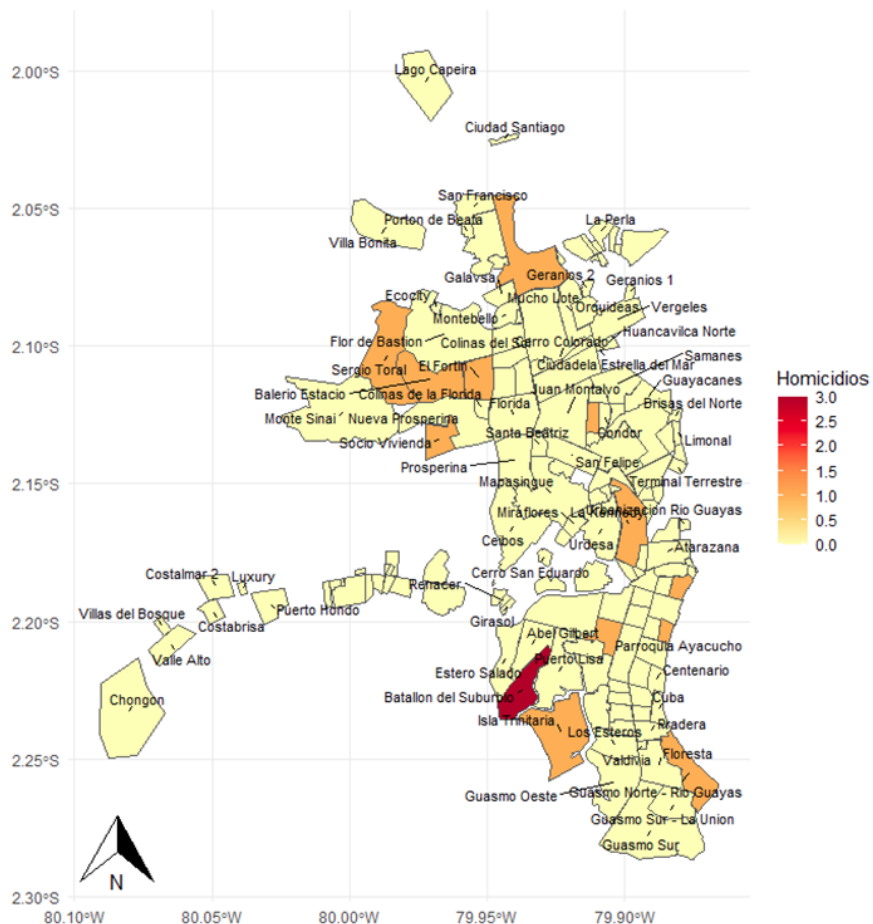 2.00°S
Lago Capeira
Ciudad Santiago
2.05°S
San Francisco
Porton de Beata
La Perla
Villa Bonita
Galavsa
Geranios 2
Geranios 1
Ecocity
Mucho Lote
Orquideas
Vergeles
Montebello
Huancavilca Norte
2.10°S
Flor de Bastion
Colinas del Sol
Cerro Colorado
Samanes
Sergio Toral
El Fortin
Ciudadela Estrella del Mar
Homicidios
Guayacanes
Balerio Estacio
Colinas de la Florida
Juan Montalvo
3.0
Florida
Brisas del Norte
Monte Sinai
Nueva Prosperina
2.5
Socio Vivienda
Santa Beatriz
Condor
Limonal
2.0
Prosperina
San Felipe
1.5
2.15°S
Mapasingue
Terminal Terrestre
1.0
Miraflores
La Kennedy
Urbanizacion Rio Guayas
0.5
Ceibos
Urdesa
Atarazana
0.0
Costalmar 2
Luxury
Renacer
Cerro San Eduardo
Villas del Bosque
Puerto Hondo
2.20°S
Costabrisa
Girasol
Abel Gilbert
Parroquia Ayacucho
Valle Alto
Puerto Lisa
Estero Salado
Centenario
Chongon
Batallon del Suburbio
Cuba
Isla Trinitaria
Los Esteros
Pradera
2.25°S
Valdivia
Floresta
Guasmo Oeste
Guasmo Norte - Rio Guayas
Guasmo Sur - La Union
Guasmo Sur
N
2.30°S
80.10°W
80.05°W
80.00°W
79.95°W
79.90°W